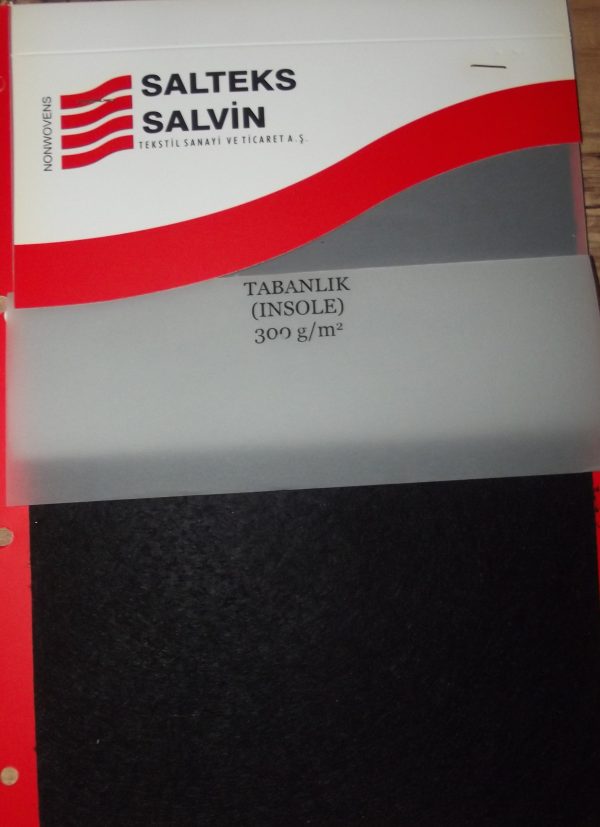 NONWOVENS
SALTEKS
SALVİN
TEKSTİL SANAYİ VE TİCARET A.Ş.
TABANLIK
(INSOLE)
300 g/m²